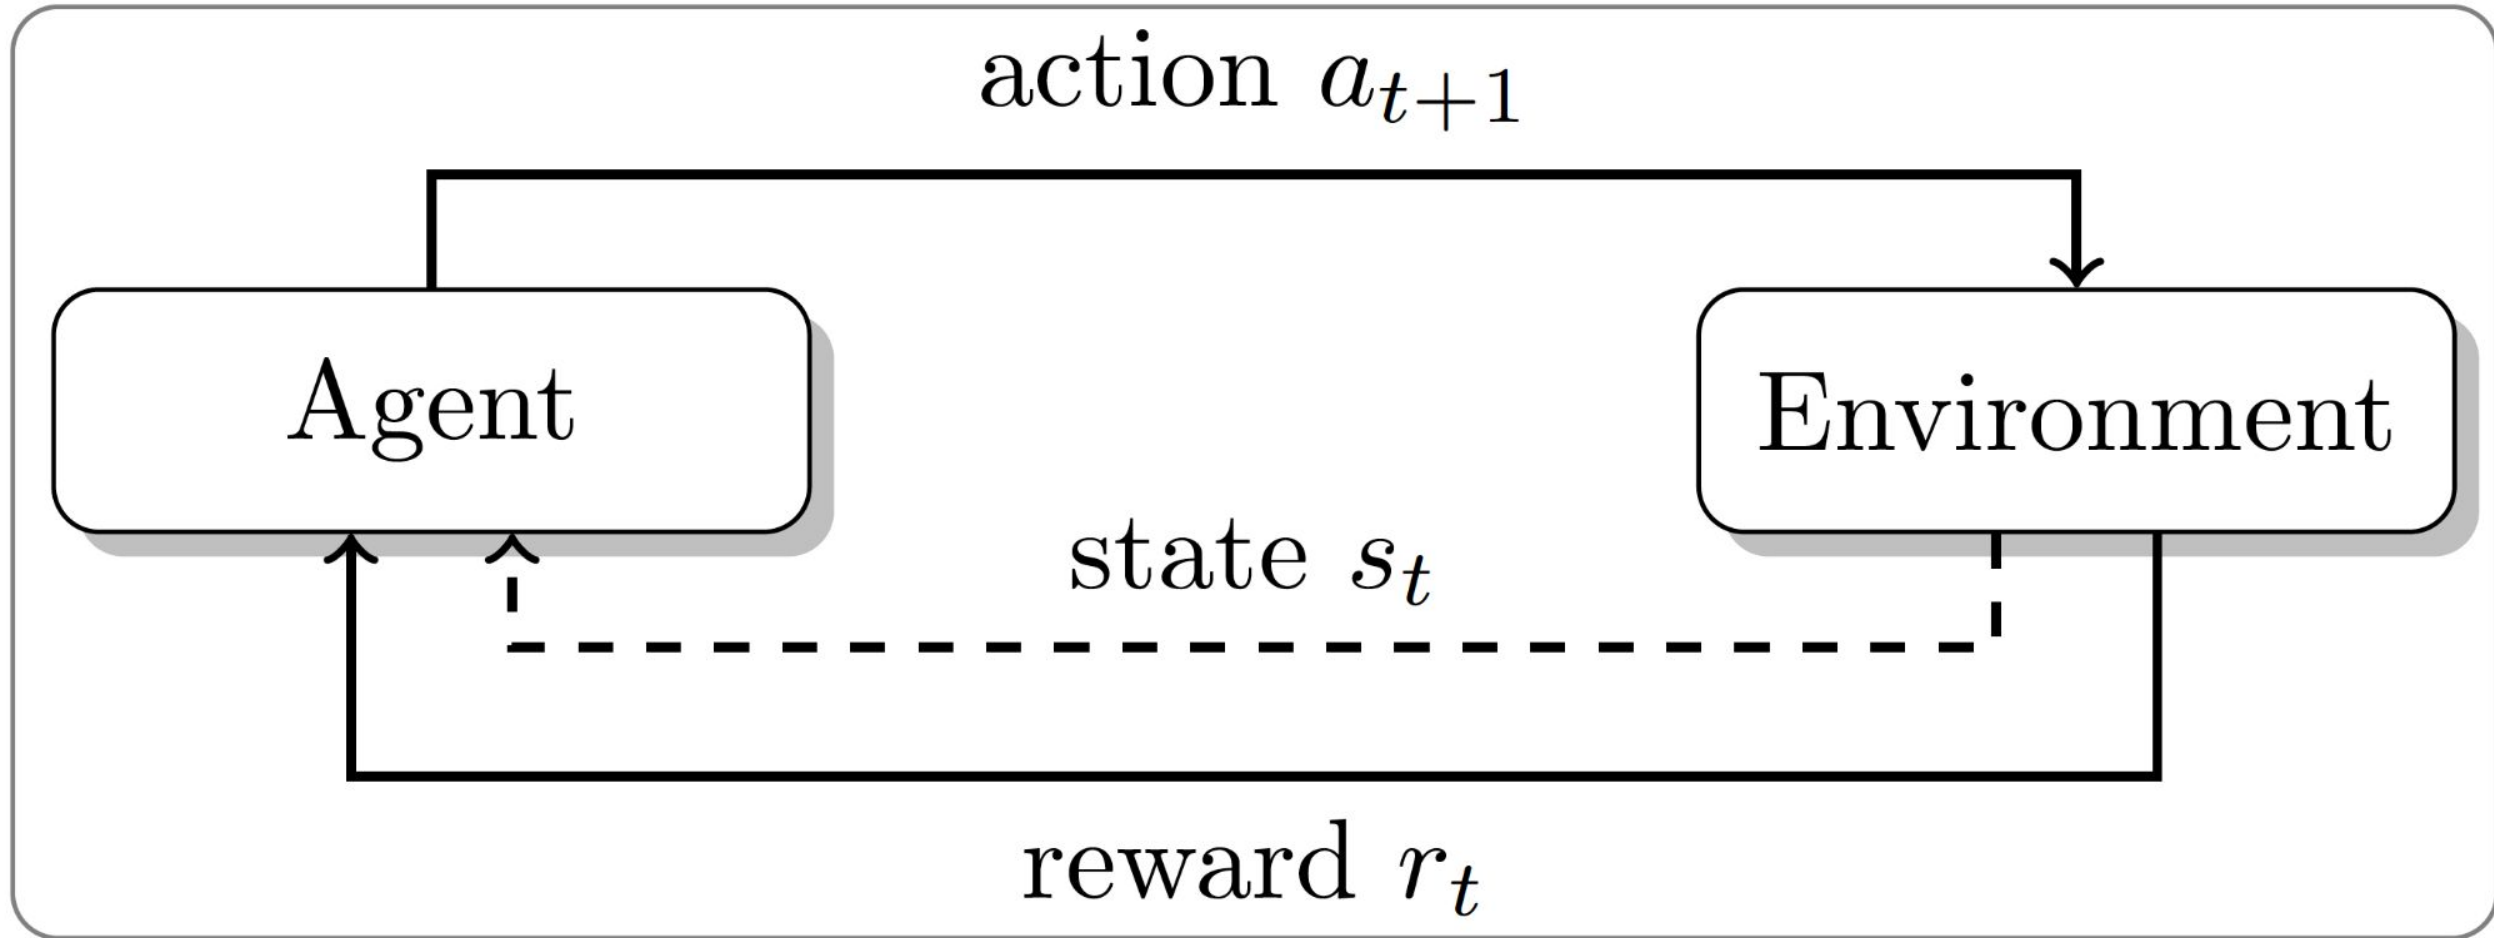 action a_{t+1}
Agent
Environment
state s_t
reward r_t